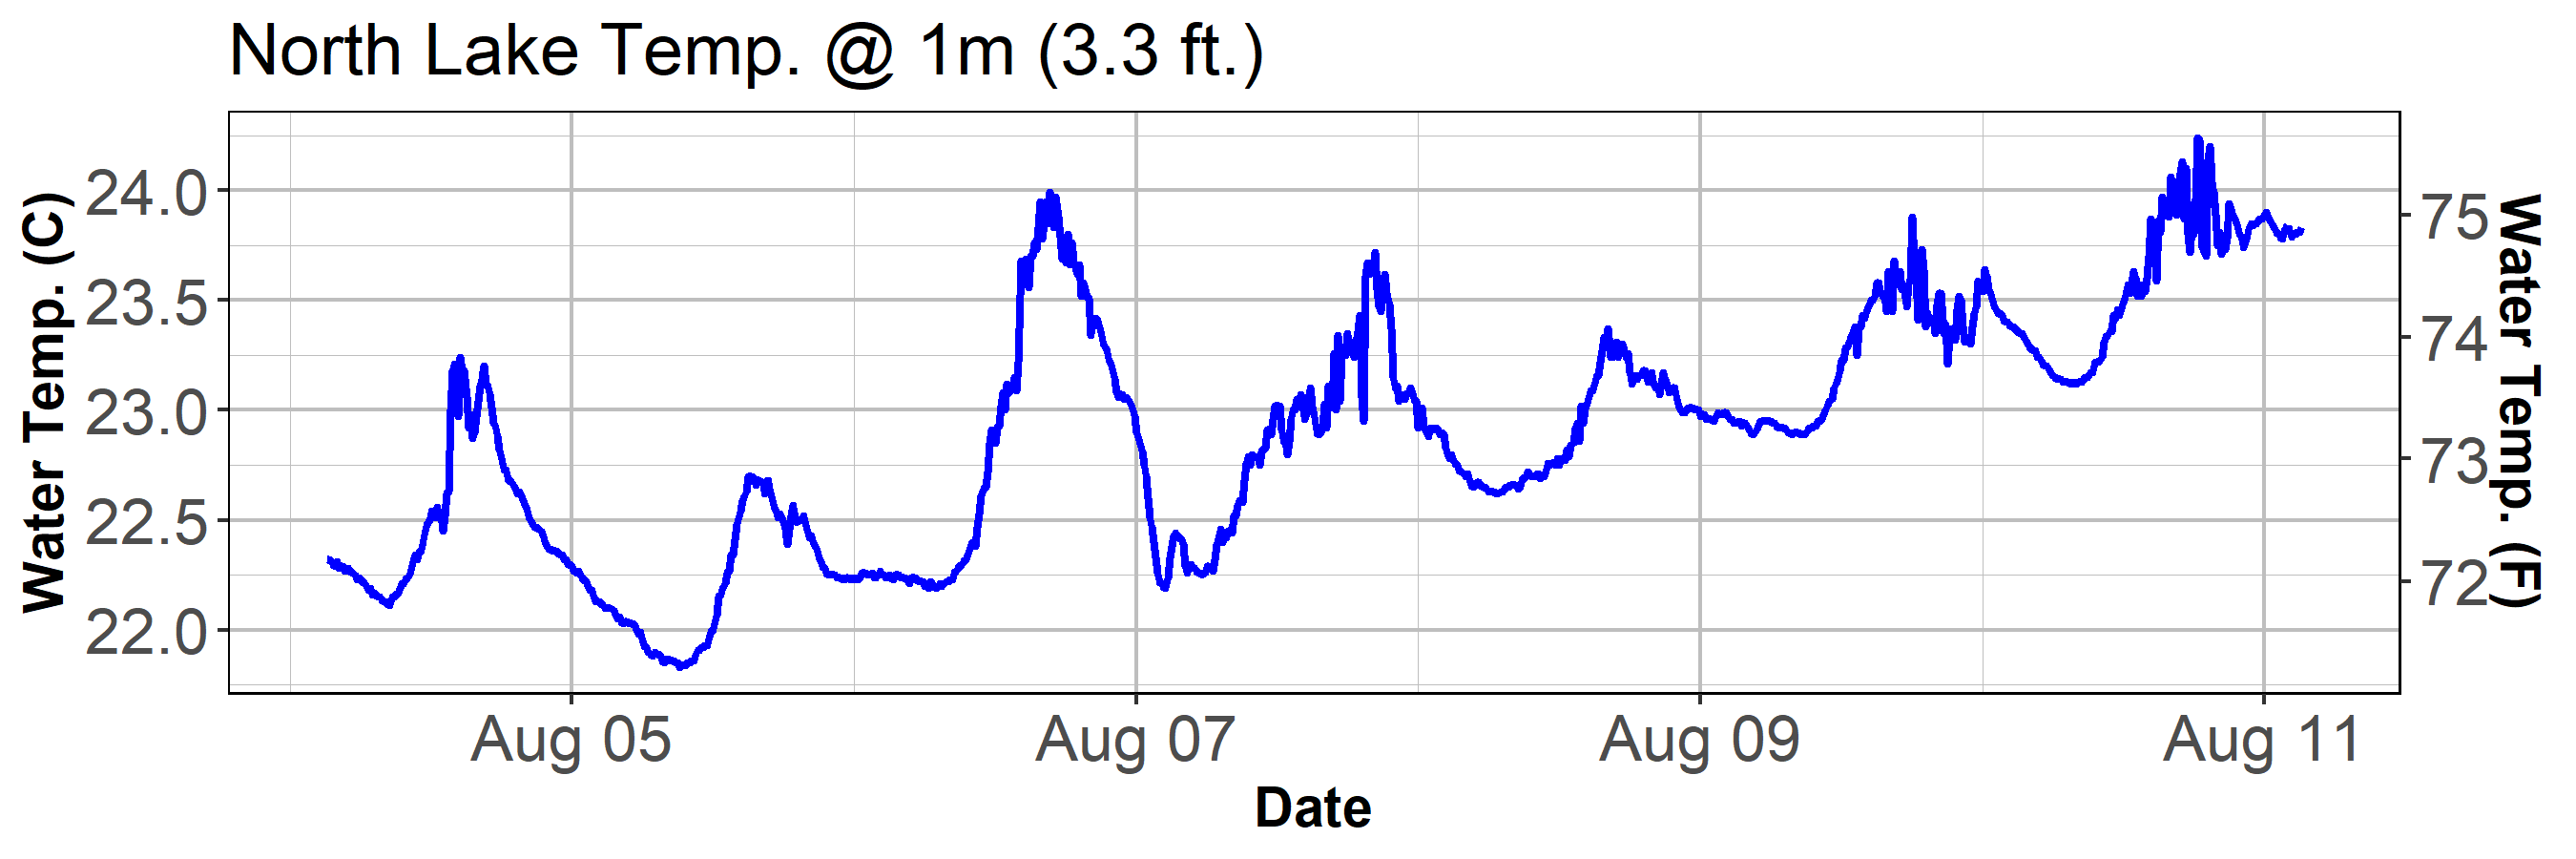 North Lake Temp. @ 1m (3.3 ft.)
Water Temp. (C)
24.0
23.5
23.0
22.5
22.0
75
74
73
72
Water Temp. (F)
Aug 05
Aug 07
Aug 09
Aug 11
Date